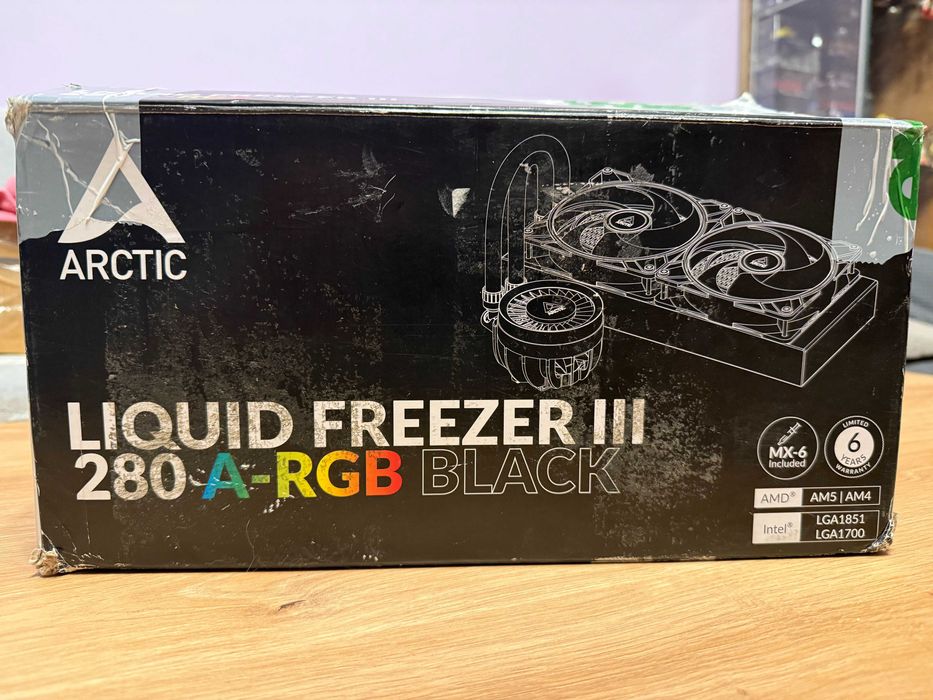 ARCTIC
LIQUID FREEZER III
280 A-RGB BLACK
MX-6
Included
LIMITED
6
YEARS
WARRANTY
AMD® AM5 | AM4
Intel® LGA1851
LGA1700